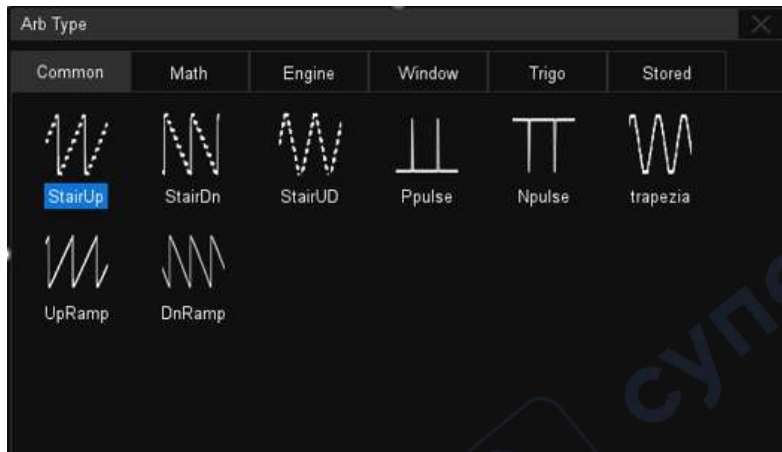 Arb Type
Common Math Engine Window Trigo Stored
StairUp StairDn StairUD Ppulse Npulse trapezia
UpRamp DnRamp